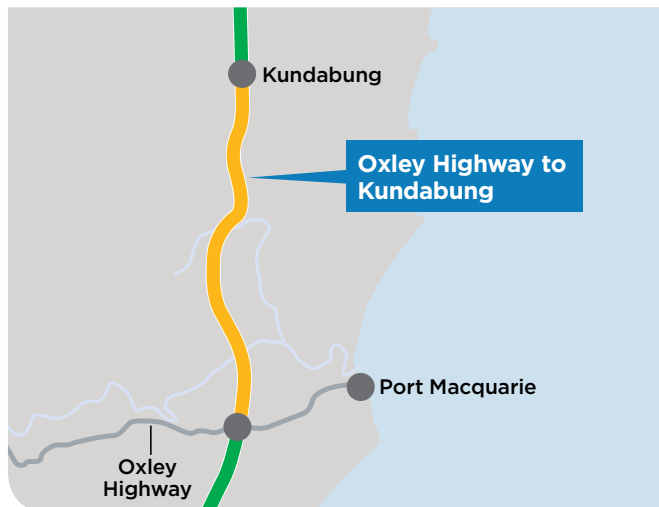 Kundabung
Oxley Highway to
Kundabung
Port Macquarie
Oxley
Highway